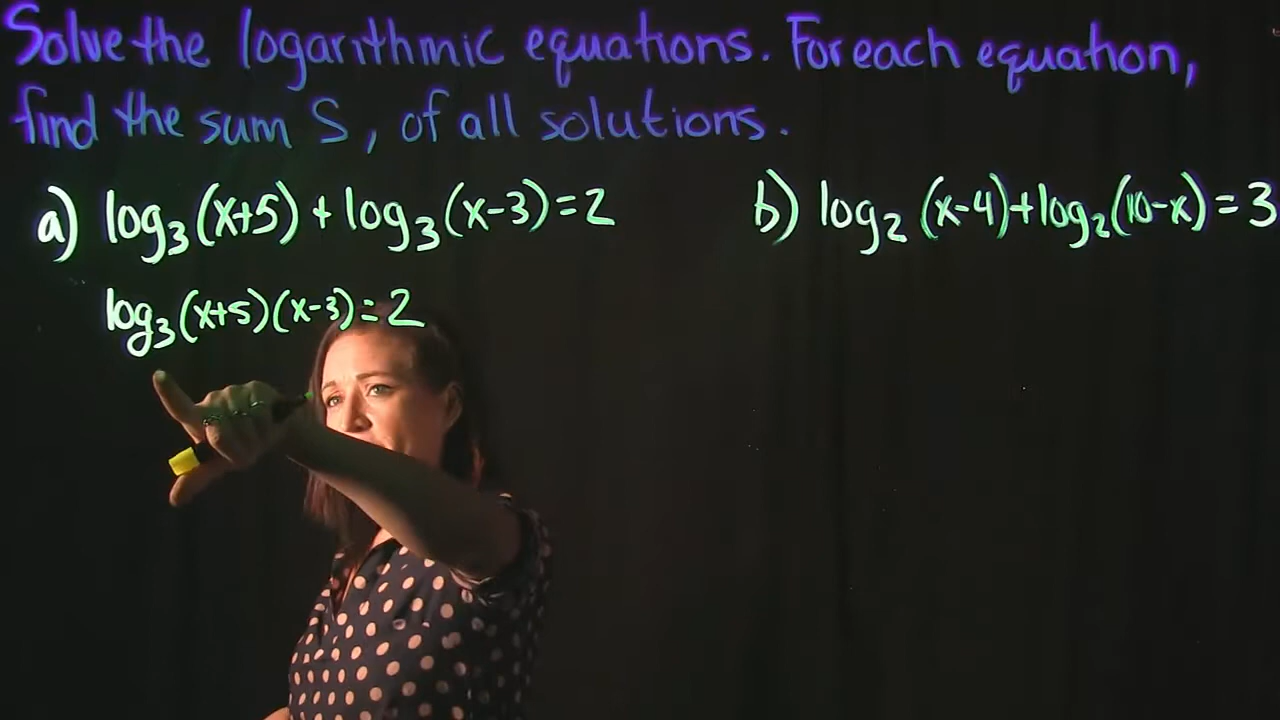 Solve the logarithmic equations. For each equation,
find the sum S, of all solutions.
a) log₃(x+5) + log₃(x-3) = 2
b) log₂(x-4)+log₂(10-x) = 3
log₃(x+5)(x-3) = 2